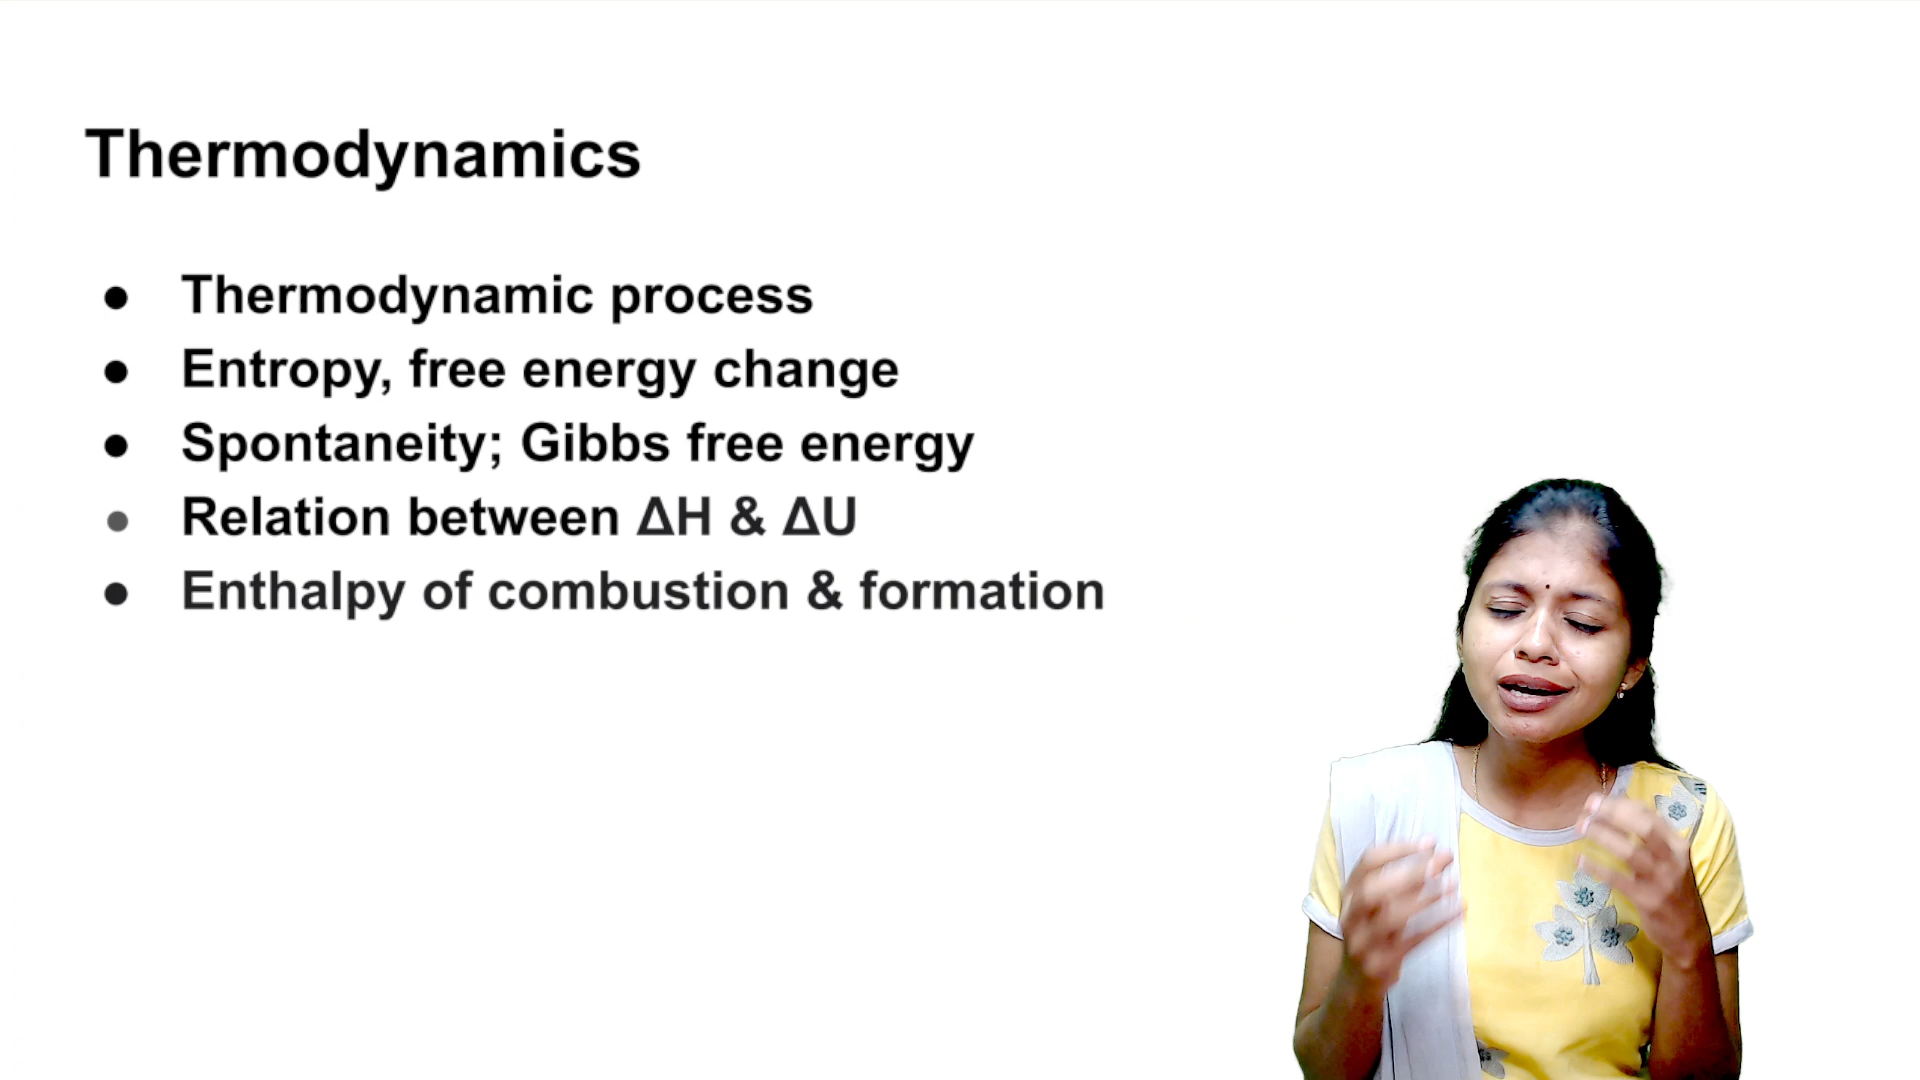 Thermodynamics
● Thermodynamic process
● Entropy, free energy change
● Spontaneity; Gibbs free energy
● Relation between ΔH & ΔU
● Enthalpy of combustion & formation